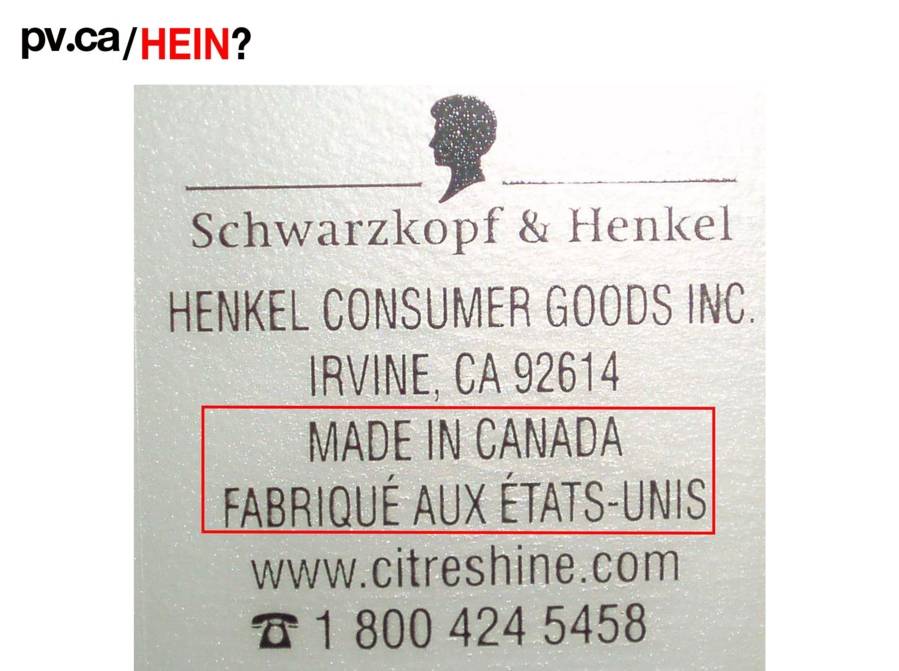 pv.ca/HEIN?
Schwarzkopf & Henkel
HENKEL CONSUMER GOODS INC.
IRVINE, CA 92614
MADE IN CANADA
FABRIQUÉ AUX ÉTATS-UNIS
www.citreshine.com
☎ 1 800 424 5458